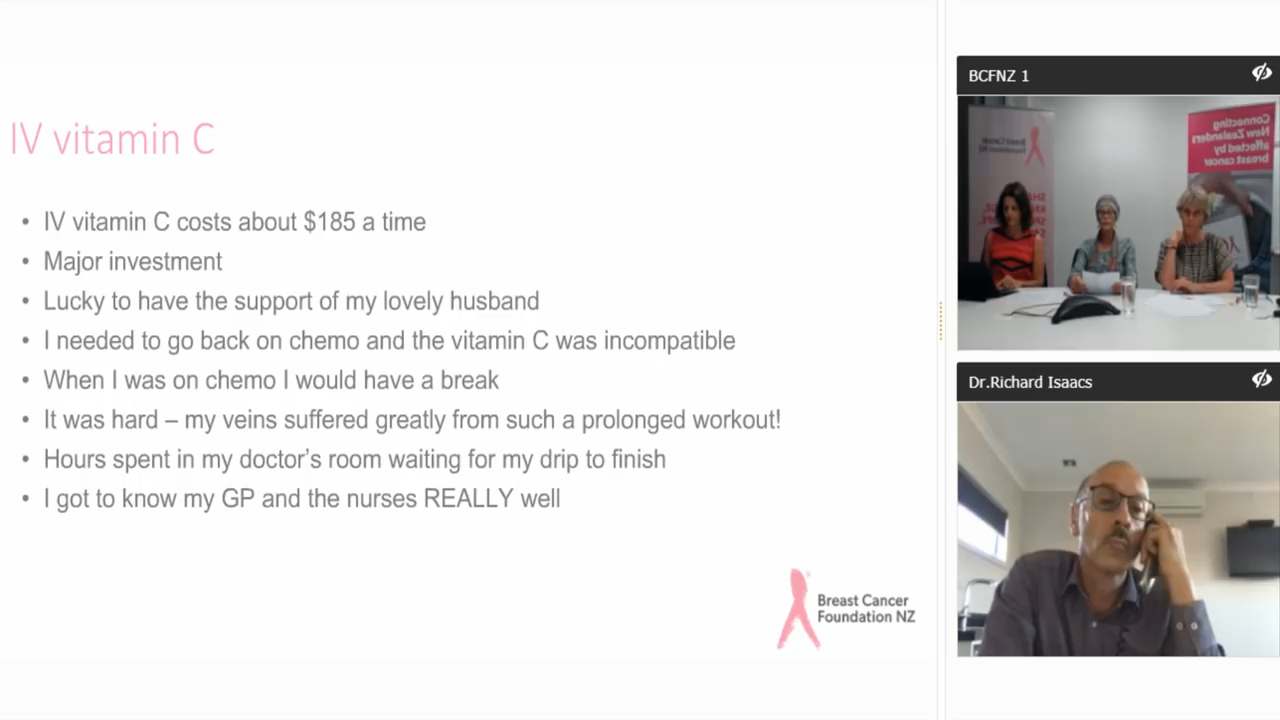 IV vitamin C
• IV vitamin C costs about $185 a time
• Major investment
• Lucky to have the support of my lovely husband
• I needed to go back on chemo and the vitamin C was incompatible
• When I was on chemo I would have a break
• It was hard – my veins suffered greatly from such a prolonged workout!
• Hours spent in my doctor's room waiting for my drip to finish
• I got to know my GP and the nurses REALLY well
Breast Cancer
Foundation NZ
BCFNZ 1
Breast Cancer
Foundation NZ
Connecting
New Zealanders
affected by
breast cancer
Dr.Richard Isaacs